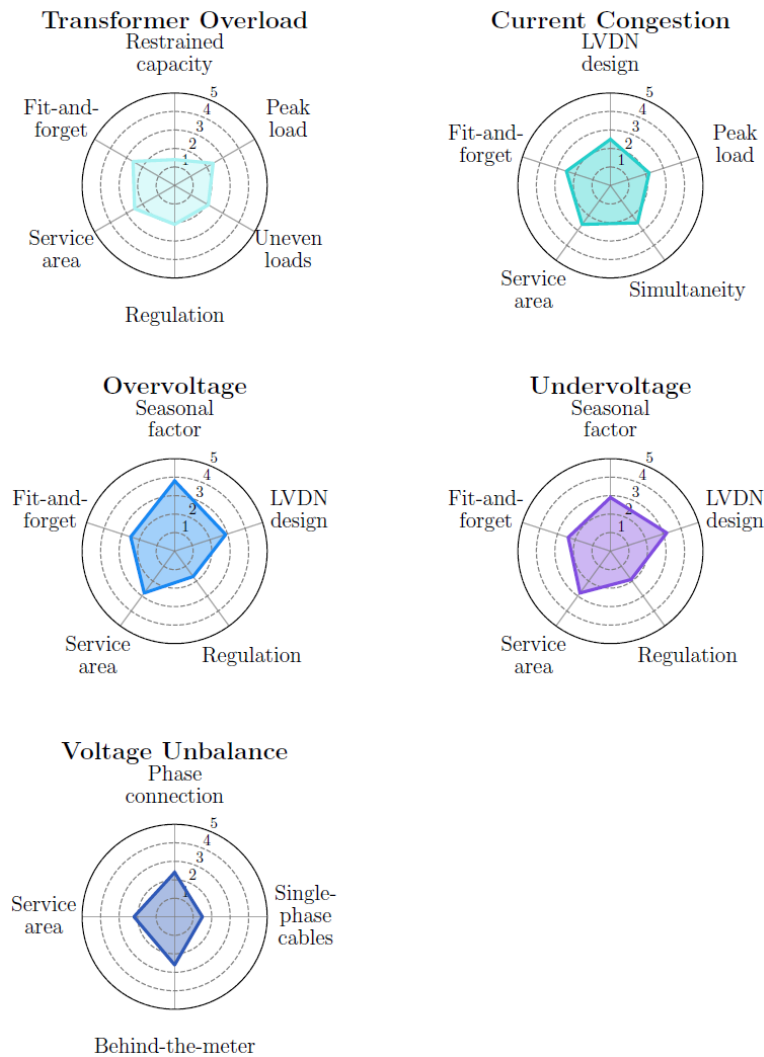 Transformer Overload
Restrained
capacity
Fit-and-
forget
5
4
3
2
1
Peak
load
Service
area
Uneven
loads
Regulation
Current Congestion
LVDN
design
Fit-and-
forget
5
4
3
2
1
Peak
load
Service
area
Simultaneity
Overvoltage
Seasonal
factor
Fit-and-
forget
5
4
3
2
1
LVDN
design
Service
area
Regulation
Undervoltage
Seasonal
factor
Fit-and-
forget
5
4
3
2
1
LVDN
design
Service
area
Regulation
Voltage Unbalance
Phase
connection
5
4
3
2
1
Service
area
Single-
phase
cables
Behind-the-meter